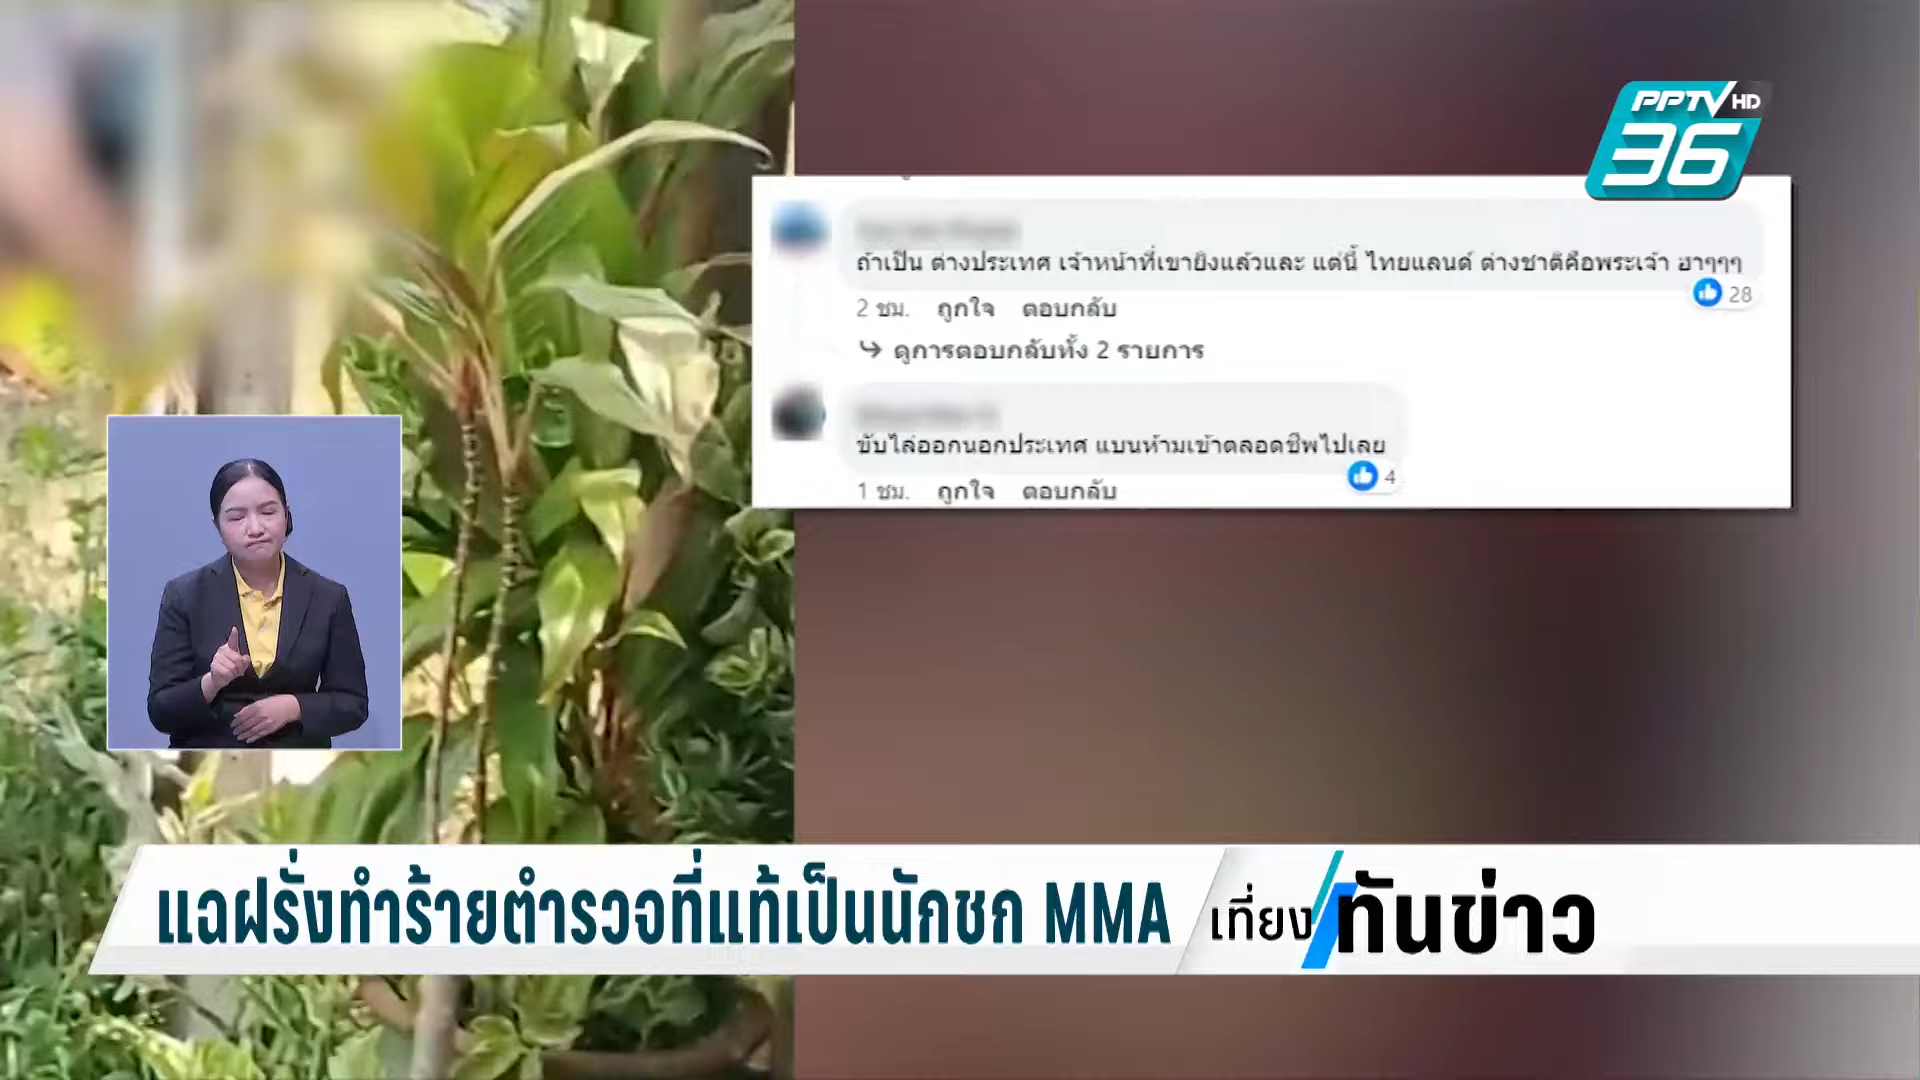 PPTV HD
36
ถ้าเป็น ต่างประเทศ เจ้าหน้าที่เขายิงแล้วและ แต่นี้ ไทยแลนด์ ต่างชาติคือพระเจ้า ฮาๆๆๆ
28
2 ชม. ถูกใจ ตอบกลับ
ดูการตอบกลับทั้ง 2 รายการ
ขับไล่ออกนอกประเทศ แบนห้ามเข้าตลอดชีพไปเลย
4
1 ชม. ถูกใจ ตอบกลับ
แฉฝรั่งทำร้ายตำรวจที่แท้เป็นนักชก MMA
เที่ยง ทันข่าว